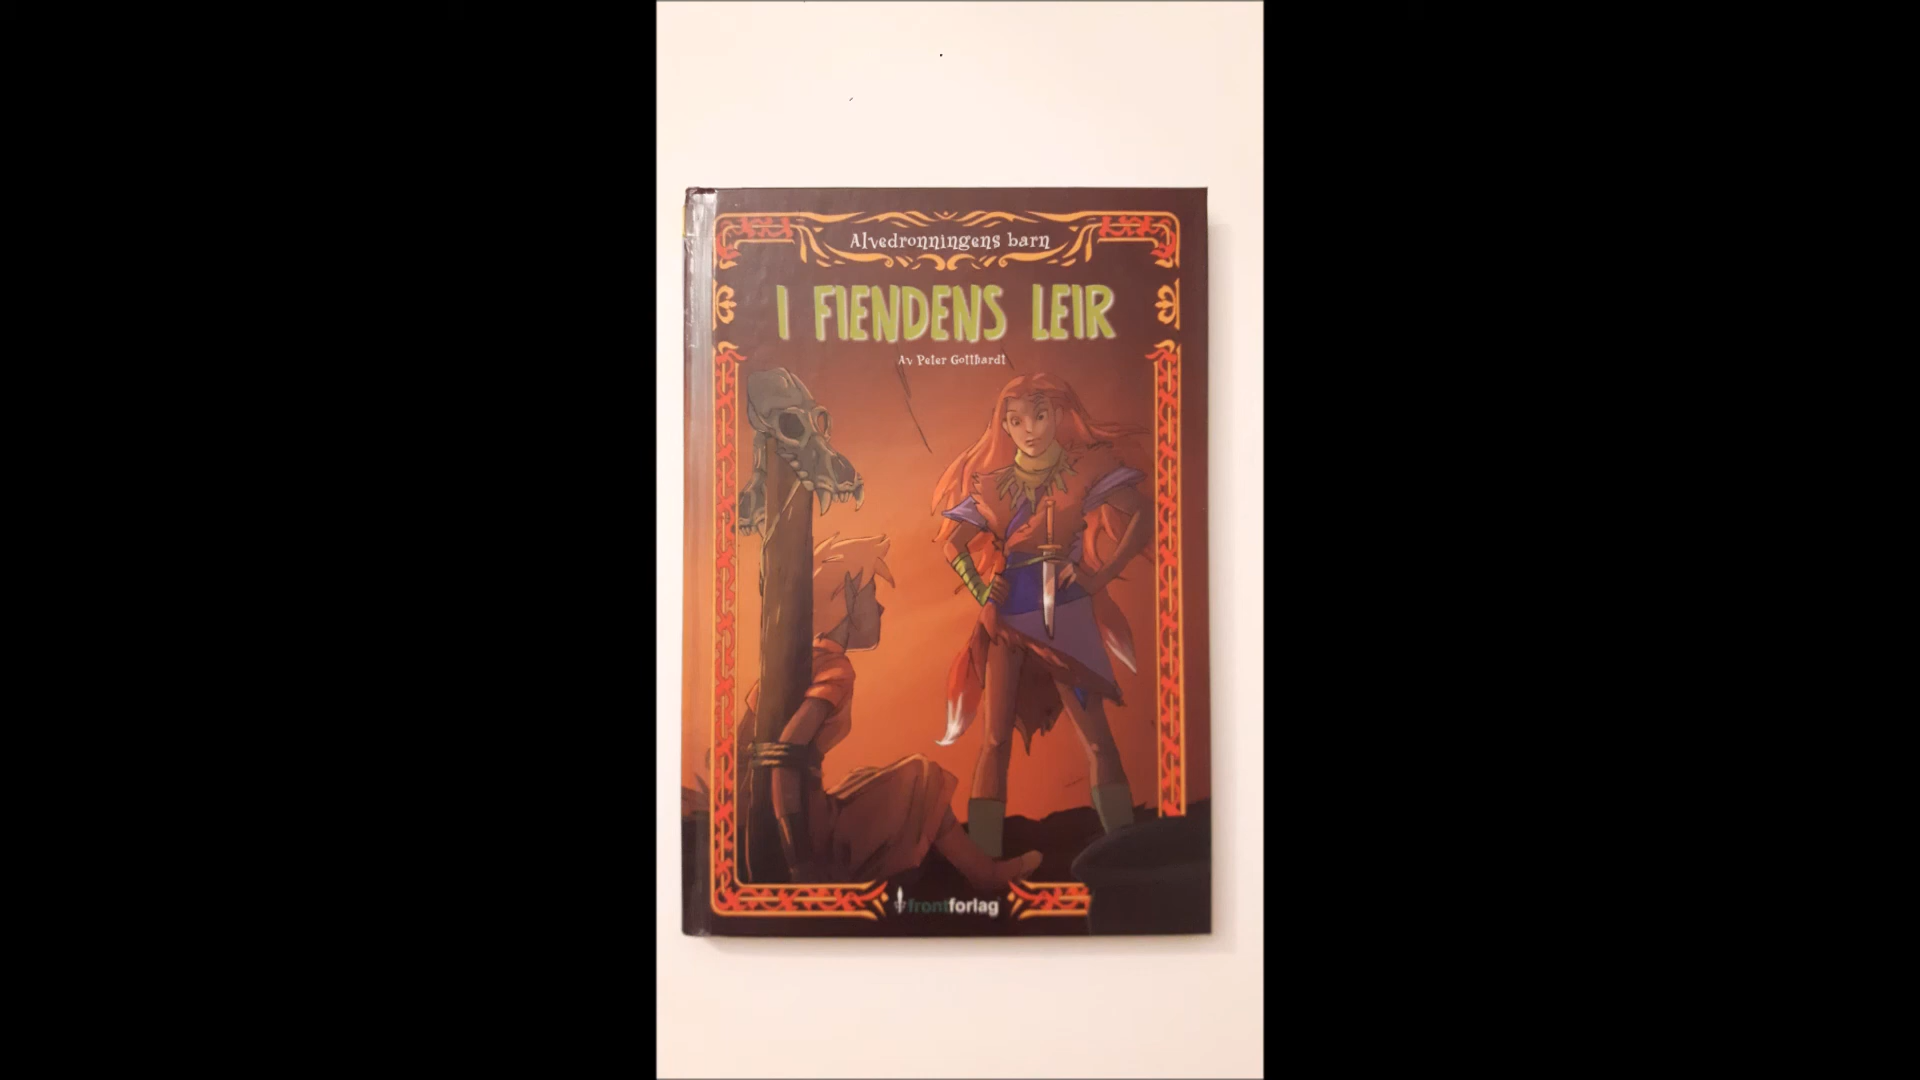 Alvedronningens barn
I FIENDENS LEIR
Av Peter Gotthardt
frontforlag